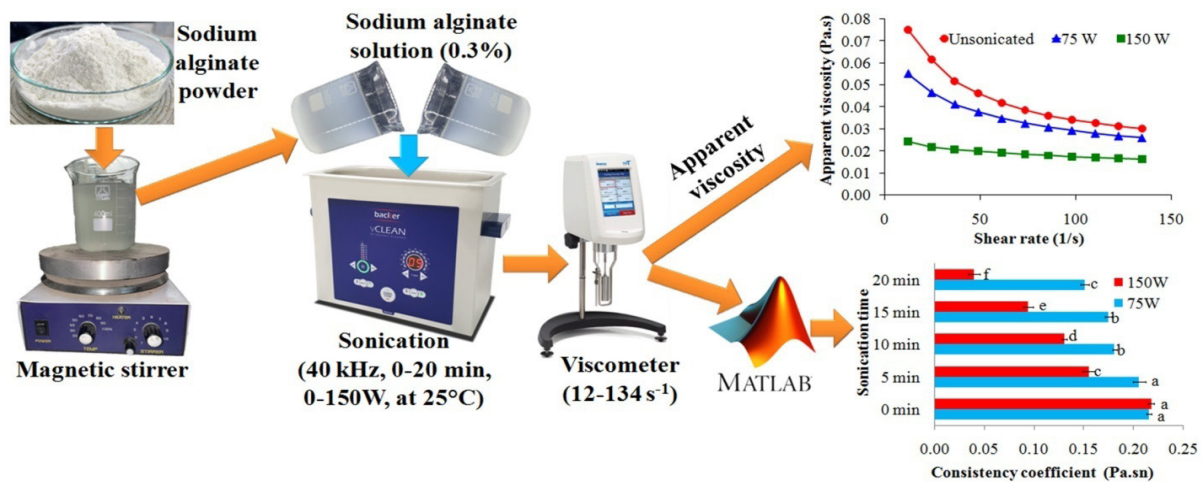 Sodium
alginate
powder
Magnetic stirrer
Sodium alginate
solution (0.3%)
backer
vCLEAN
Sonication
(40 kHz, 0-20 min,
0-150W, at 25°C)
Viscometer
(12-134 s-1)
Apparent
viscosity
MATLAB
Apparent viscosity (Pa.s)
0.08
0.07
0.06
0.05
0.04
0.03
0.02
0.01
0.00
Unsonicated 75 W 150 W
0 50 100 150
Shear rate (1/s)
Sonication time
20 min f c
15 min e b
10 min d b
5 min c a
0 min a a
150W
75W
0.00 0.05 0.10 0.15 0.20 0.25
Consistency coefficient (Pa.sn)